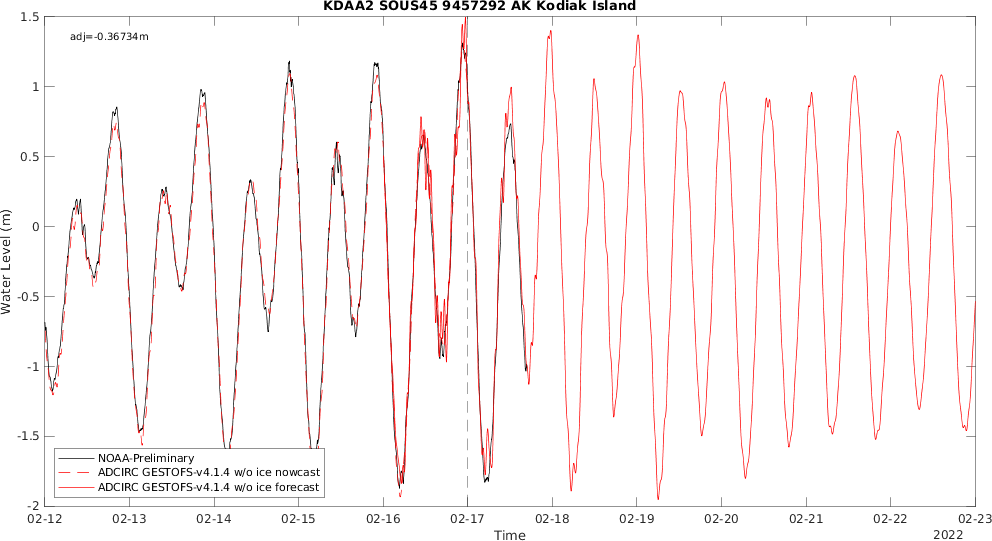 KDAA2 SOUS45 9457292 AK Kodiak Island
adj=-0.36734m
1.5
1
0.5
0
-0.5
-1
-1.5
-2
Water Level (m)
NOAA-Preliminary
ADCIRC GESTOFS-v4.1.4 w/o ice nowcast
ADCIRC GESTOFS-v4.1.4 w/o ice forecast
02-12 02-13 02-14 02-15 02-16 02-17 02-18 02-19 02-20 02-21 02-22 02-23
Time
2022